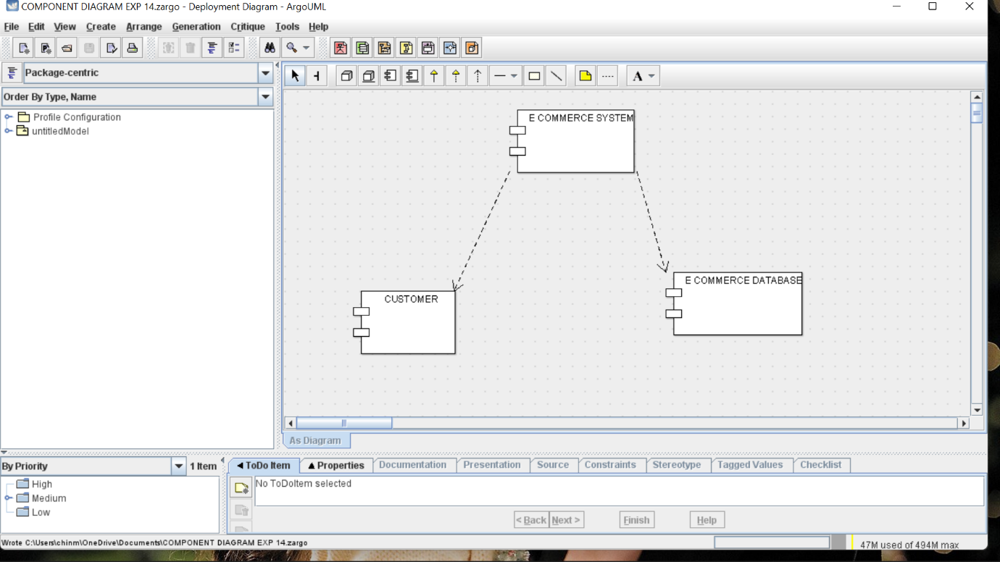 COMPONENT DIAGRAM EXP 14.zargo - Deployment Diagram - ArgoUML
File Edit View Create Arrange Generation Critique Tools Help
Package-centric
Order By Type, Name
Profile Configuration
untitledModel
A
E COMMERCE SYSTEM
E COMMERCE DATABASE
CUSTOMER
As Diagram
By Priority
1 Item
High
Medium
Low
ToDo Item Properties Documentation Presentation Source Constraints Stereotype Tagged Values Checklist
No ToDoItem selected
< Back Next > Finish Help
Wrote C:\Users\chinm\OneDrive\Documents\COMPONENT DIAGRAM EXP 14.zargo
47M used of 494M max